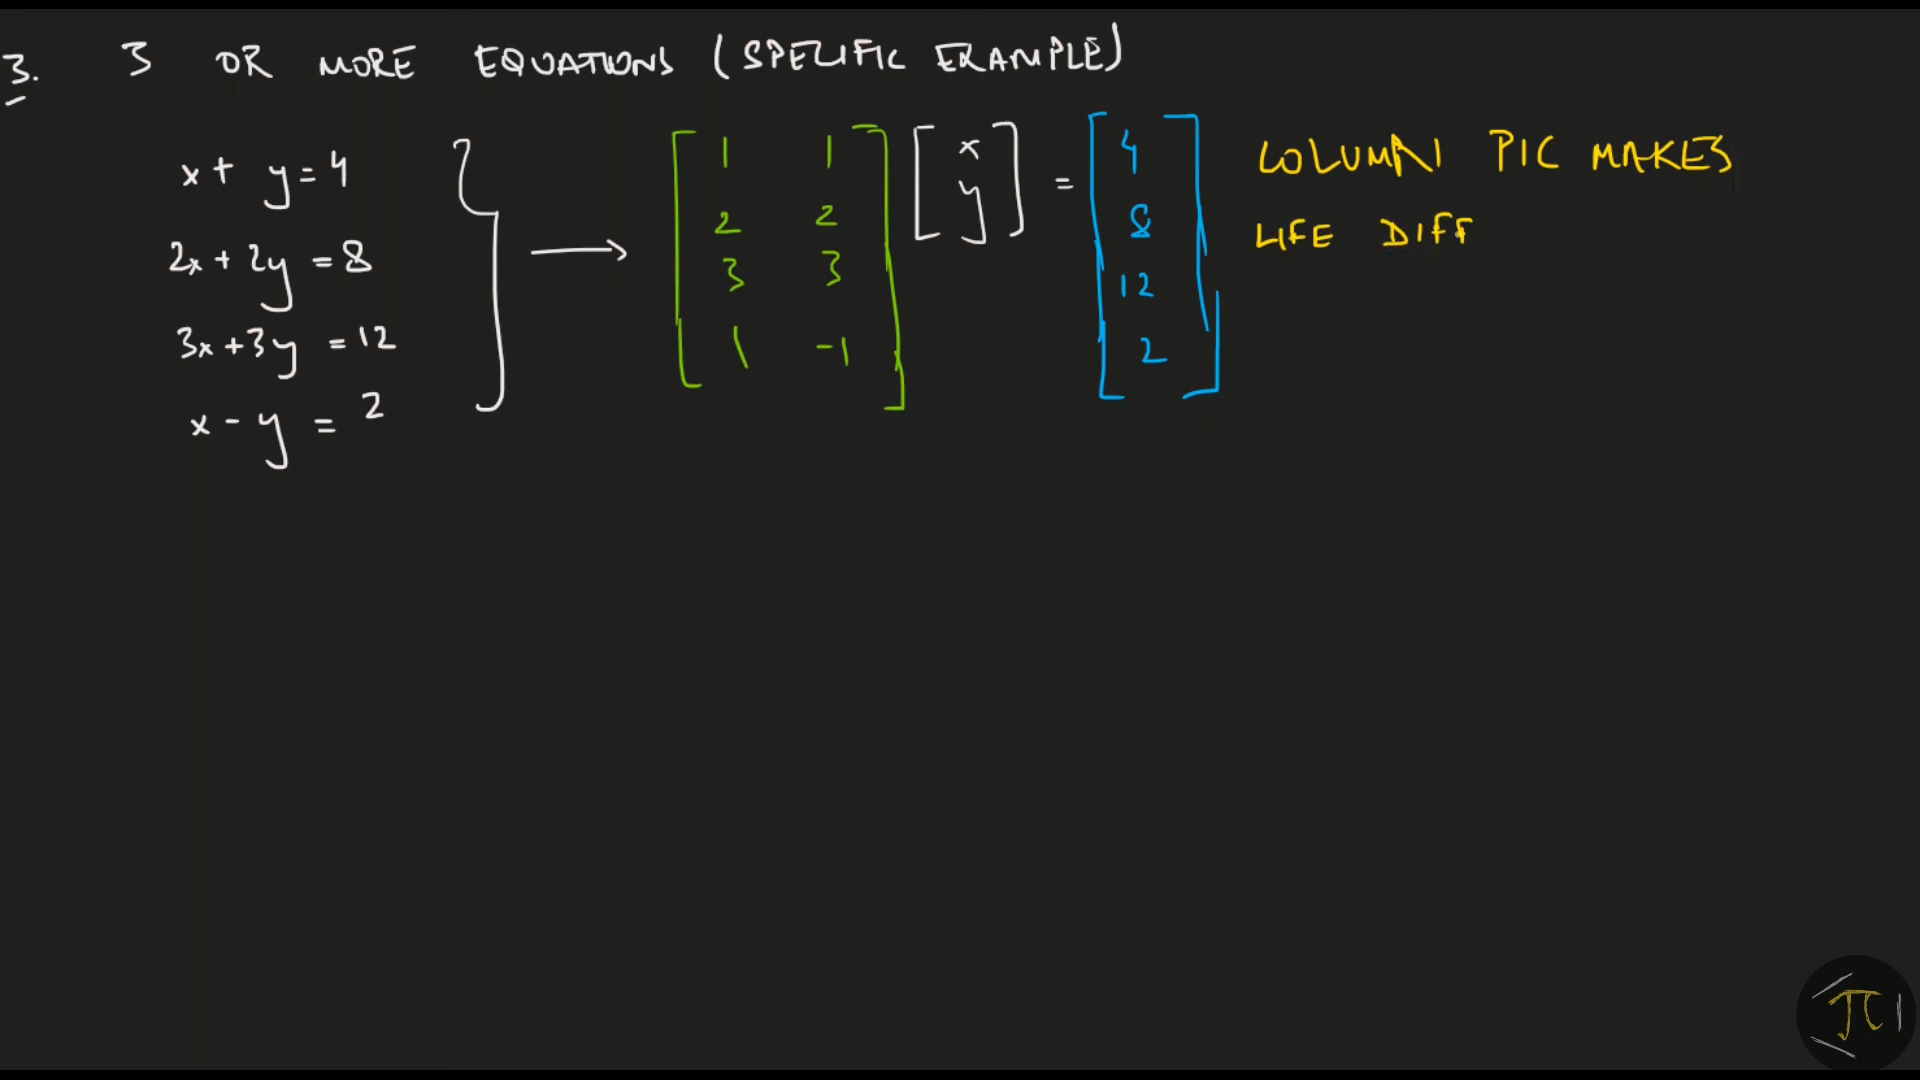 3. 3 OR MORE EQUATIONS (SPECIFIC EXAMPLE)
x + y = 4
2x + 2y = 8
3x + 3y = 12
x - y = 2
1 1
2 2
3 3
1 -1
x
y
=
4
8
12
2
COLUMN PIC MAKES
LIFE DIFF
π